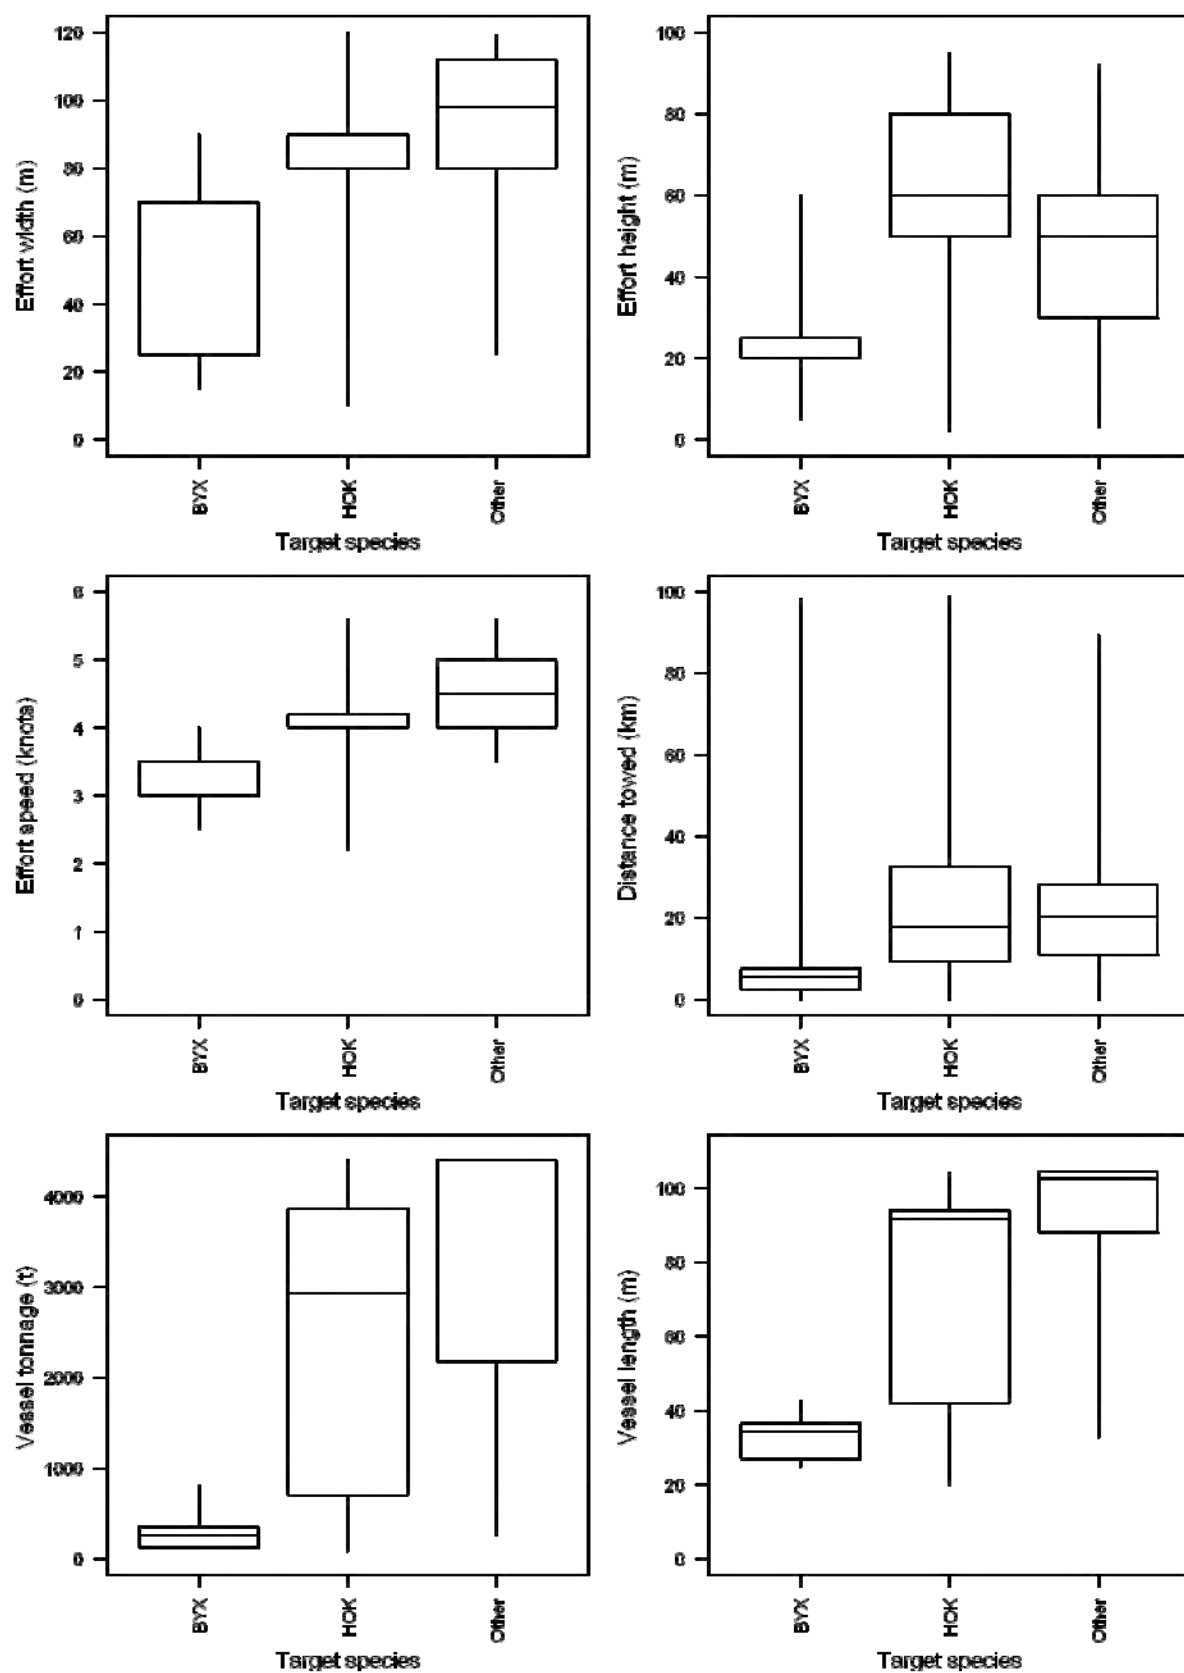 Effort width (m)
120
100
80
60
40
20
0
BYX
HOK
Other
Target species
Effort height (m)
100
80
60
40
20
0
BYX
HOK
Other
Target species
Effort speed (knots)
6
5
4
3
2
1
0
BYX
HOK
Other
Target species
Distance towed (km)
100
80
60
40
20
0
BYX
HOK
Other
Target species
Vessel tonnage (t)
4000
3000
2000
1000
0
BYX
HOK
Other
Target species
Vessel length (m)
100
80
60
40
20
0
BYX
HOK
Other
Target species